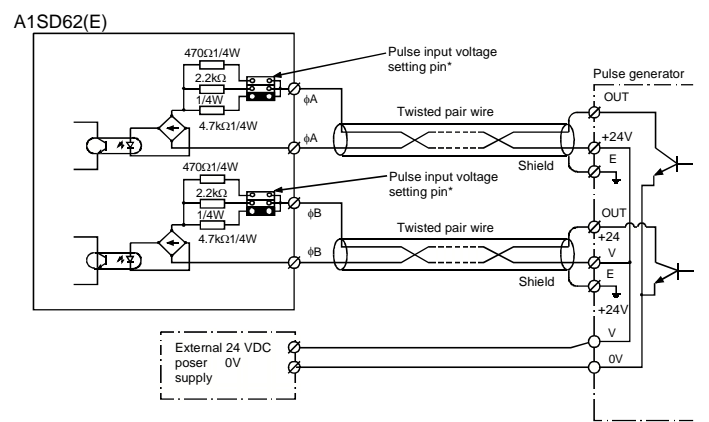 A1SD62(E)
470Ω1/4W
2.2kΩ
1/4W
4.7kΩ1/4W
Pulse input voltage
setting pin*
ϕA
ϕA
Twisted pair wire
Shield
Pulse generator
OUT
+24V
E
470Ω1/4W
2.2kΩ
1/4W
4.7kΩ1/4W
Pulse input voltage
setting pin*
ϕB
ϕB
Twisted pair wire
Shield
OUT
+24
V
E
+24V
V
0V
External 24 VDC
poser 0V
supply